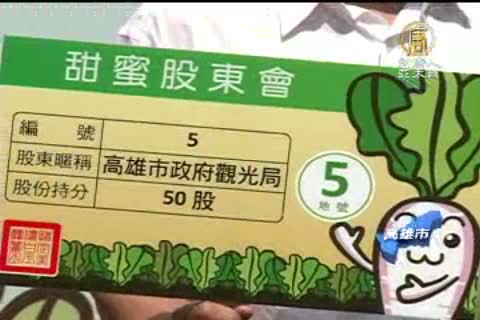 甜蜜股東會
編號 5
股東暱稱 高雄市政府觀光局
股份持分 50股
5
地號
高雄市